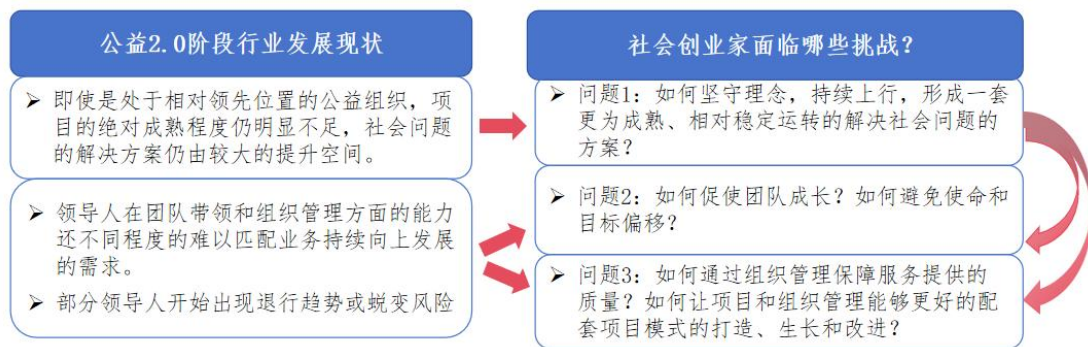 公益2.0阶段行业发展现状
➢ 即使是处于相对领先位置的公益组织，项
目的绝对成熟程度仍明显不足，社会问题
的解决方案仍由较大的提升空间。
➢ 领导人在团队带领和组织管理方面的能力
还不同程度的难以匹配业务持续向上发展
的需求。
➢ 部分领导人开始出现退行趋势或蜕变风险
社会创业家面临哪些挑战？
➢ 问题1：如何坚守理念，持续上行，形成一套
更为成熟、相对稳定运转的解决社会问题的
方案？
➢ 问题2：如何促使团队成长？如何避免使命和
目标偏移？
➢ 问题3：如何通过组织管理保障服务提供的
质量？如何让项目和组织管理能够更好的配
套项目模式的打造、生长和改进？